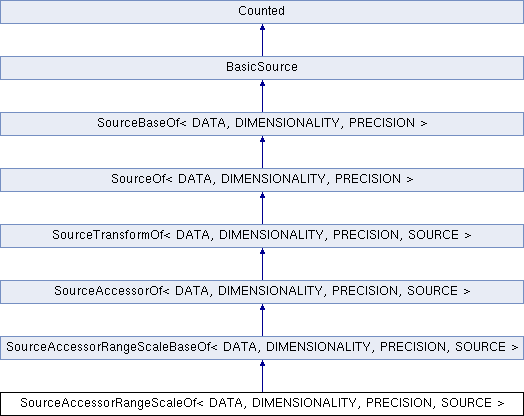 Counted
BasicSource
SourceBaseOf< DATA, DIMENSIONALITY, PRECISION >
SourceOf< DATA, DIMENSIONALITY, PRECISION >
SourceTransformOf< DATA, DIMENSIONALITY, PRECISION, SOURCE >
SourceAccessorOf< DATA, DIMENSIONALITY, PRECISION, SOURCE >
SourceAccessorRangeScaleBaseOf< DATA, DIMENSIONALITY, PRECISION, SOURCE >
SourceAccessorRangeScaleOf< DATA, DIMENSIONALITY, PRECISION, SOURCE >